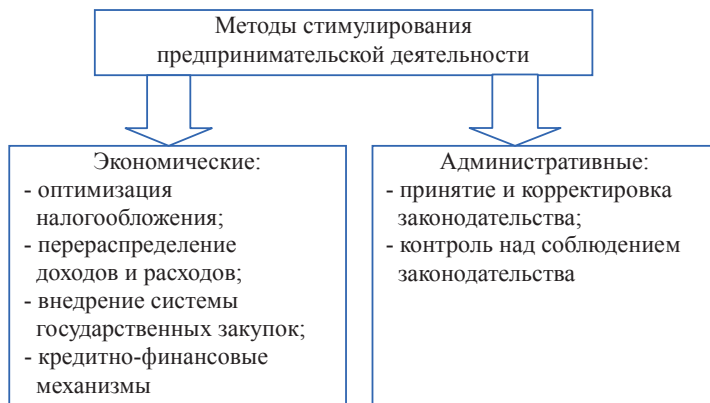 Методы стимулирования
предпринимательской деятельности
Экономические:
- оптимизация
налогообложения;
- перераспределение
доходов и расходов;
- внедрение системы
государственных закупок;
- кредитно-финансовые
механизмы
Административные:
- принятие и корректировка
законодательства;
- контроль над соблюдением
законодательства